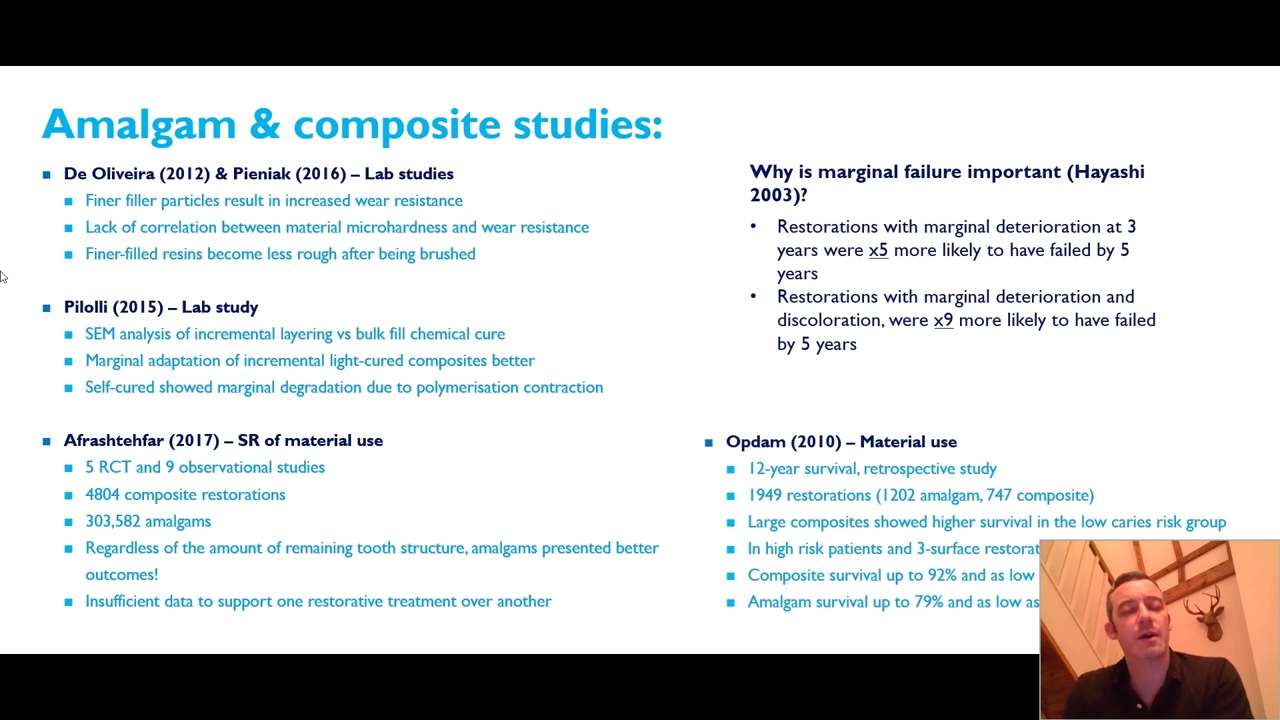 Amalgam & composite studies:
De Oliveira (2012) & Pieniak (2016) – Lab studies
Finer filler particles result in increased wear resistance
Lack of correlation between material microhardness and wear resistance
Finer-filled resins become less rough after being brushed
Pilolli (2015) – Lab study
SEM analysis of incremental layering vs bulk fill chemical cure
Marginal adaptation of incremental light-cured composites better
Self-cured showed marginal degradation due to polymerisation contraction
Afrashtehfar (2017) – SR of material use
5 RCT and 9 observational studies
4804 composite restorations
303,582 amalgams
Regardless of the amount of remaining tooth structure, amalgams presented better
outcomes!
Insufficient data to support one restorative treatment over another
Why is marginal failure important (Hayashi
2003)?
• Restorations with marginal deterioration at 3
years were x5 more likely to have failed by 5
years
• Restorations with marginal deterioration and
discoloration, were x9 more likely to have failed
by 5 years
Opdam (2010) – Material use
12-year survival, retrospective study
1949 restorations (1202 amalgam, 747 composite)
Large composites showed higher survival in the low caries risk group
In high risk patients and 3-surface
Composite survival up to 92% and as low
Amalgam survival up to 79% and as low as